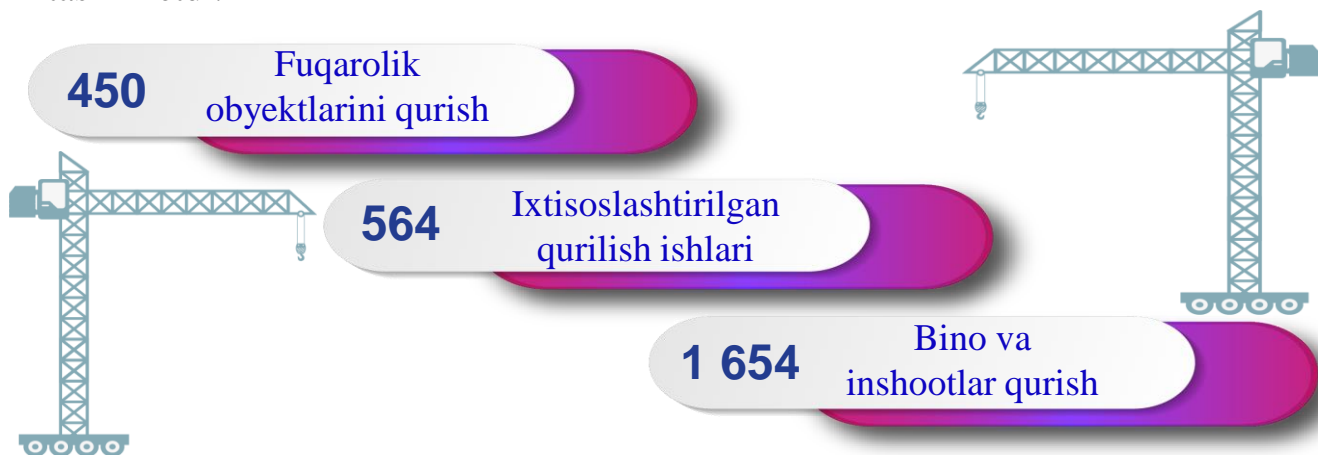 450
Fuqarolik
obyektlarini qurish
564
Ixtisoslashtirilgan
qurilish ishlari
1 654
Bino va
inshootlar qurish